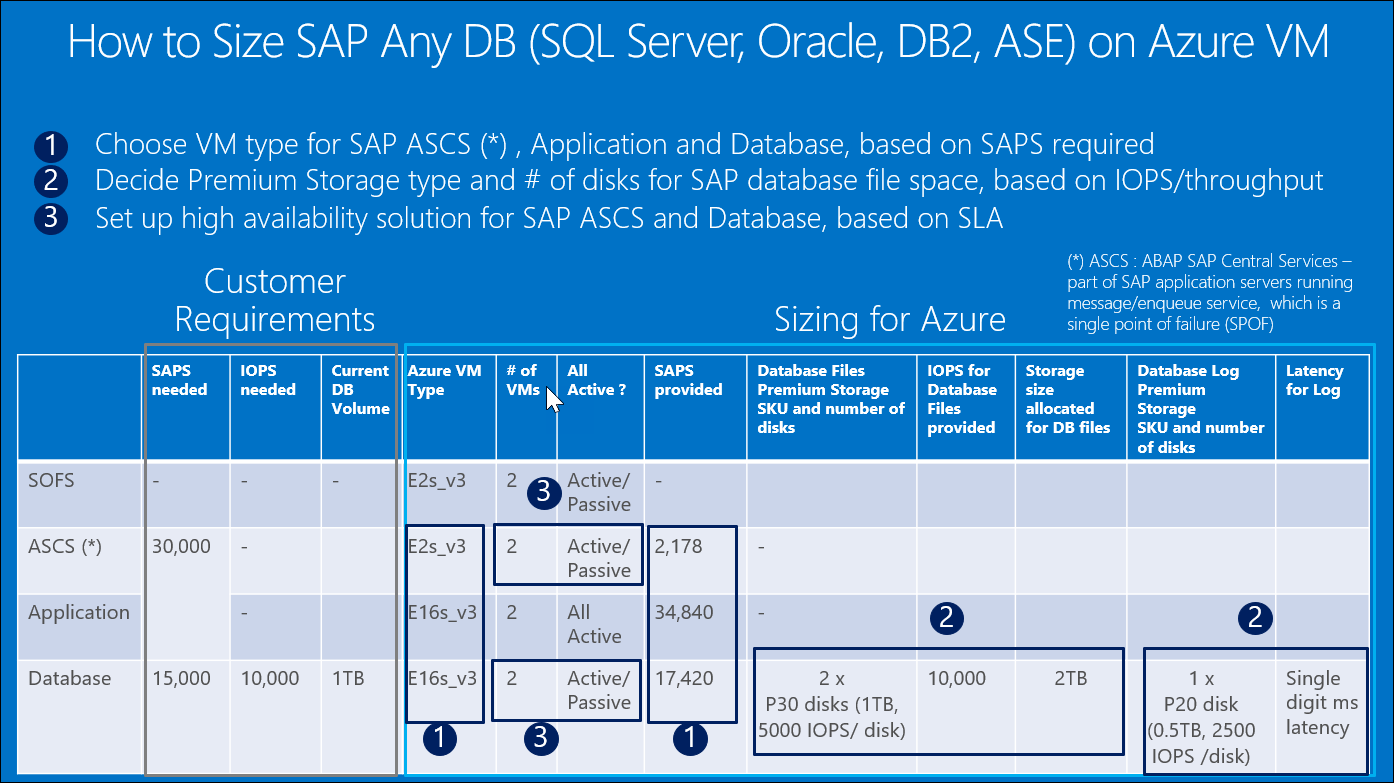 How to Size SAP Any DB (SQL Server, Oracle, DB2, ASE) on Azure VM
1 Choose VM type for SAP ASCS (*) , Application and Database, based on SAPS required
2 Decide Premium Storage type and # of disks for SAP database file space, based on IOPS/throughput
3 Set up high availability solution for SAP ASCS and Database, based on SLA
(*) ASCS : ABAP SAP Central Services –
part of SAP application servers running
message/enqueue service, which is a
single point of failure (SPOF)
Customer
Requirements
Sizing for Azure
SAPS
needed
IOPS
needed
Current
DB
Volume
Azure VM
Type
# of
VMs
All
Active ?
SAPS
provided
Database Files
Premium Storage
SKU and number of
disks
IOPS for
Database
Files
provided
Storage
size
allocated
for DB files
Database Log
Premium
Storage
SKU and number
of disks
Latency
for Log
SOFS
-
-
-
E2s_v3
2
3
Active/
Passive
-
ASCS (*)
30,000
-
E2s_v3
2
Active/
Passive
2,178
-
Application
-
E16s_v3
2
All
Active
34,840
-
2
2
Database
15,000
10,000
1TB
E16s_v3
2
Active/
Passive
17,420
2 x
P30 disks (1TB,
5000 IOPS/ disk)
10,000
2TB
1 x
P20 disk
(0.5TB, 2500
IOPS /disk)
Single
digit ms
latency
1
3
1